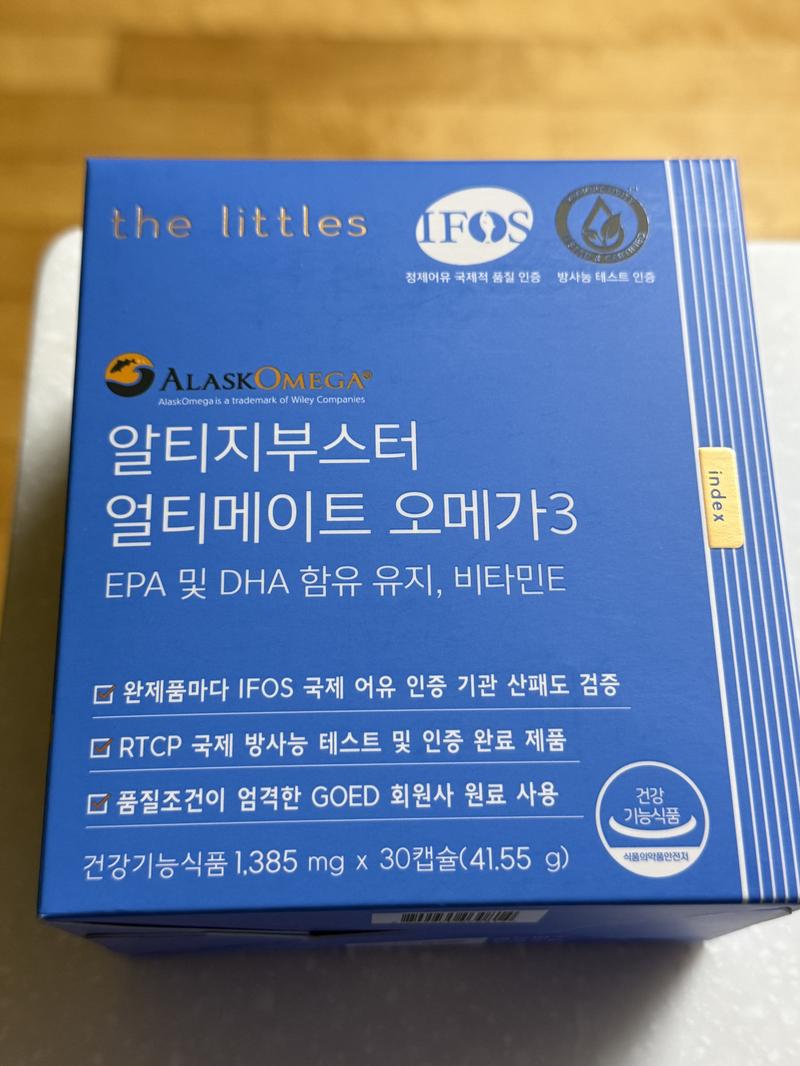 the littles
IFOS
정제어유 국제적 품질 인증
방사능 테스트 인증
ALASKOMEGA®
AlaskOmega is a trademark of Wiley Companies
알티지부스터
얼티메이트 오메가3
EPA 및 DHA 함유 유지, 비타민E
index
완제품마다 IFOS 국제 어유 인증 기관 산패도 검증
RTCP 국제 방사능 테스트 및 인증 완료 제품
품질조건이 엄격한 GOED 회원사 원료 사용
건강기능식품 1,385 mg x 30캡슐(41.55 g)
건강
기능식품
식품의약품안전처